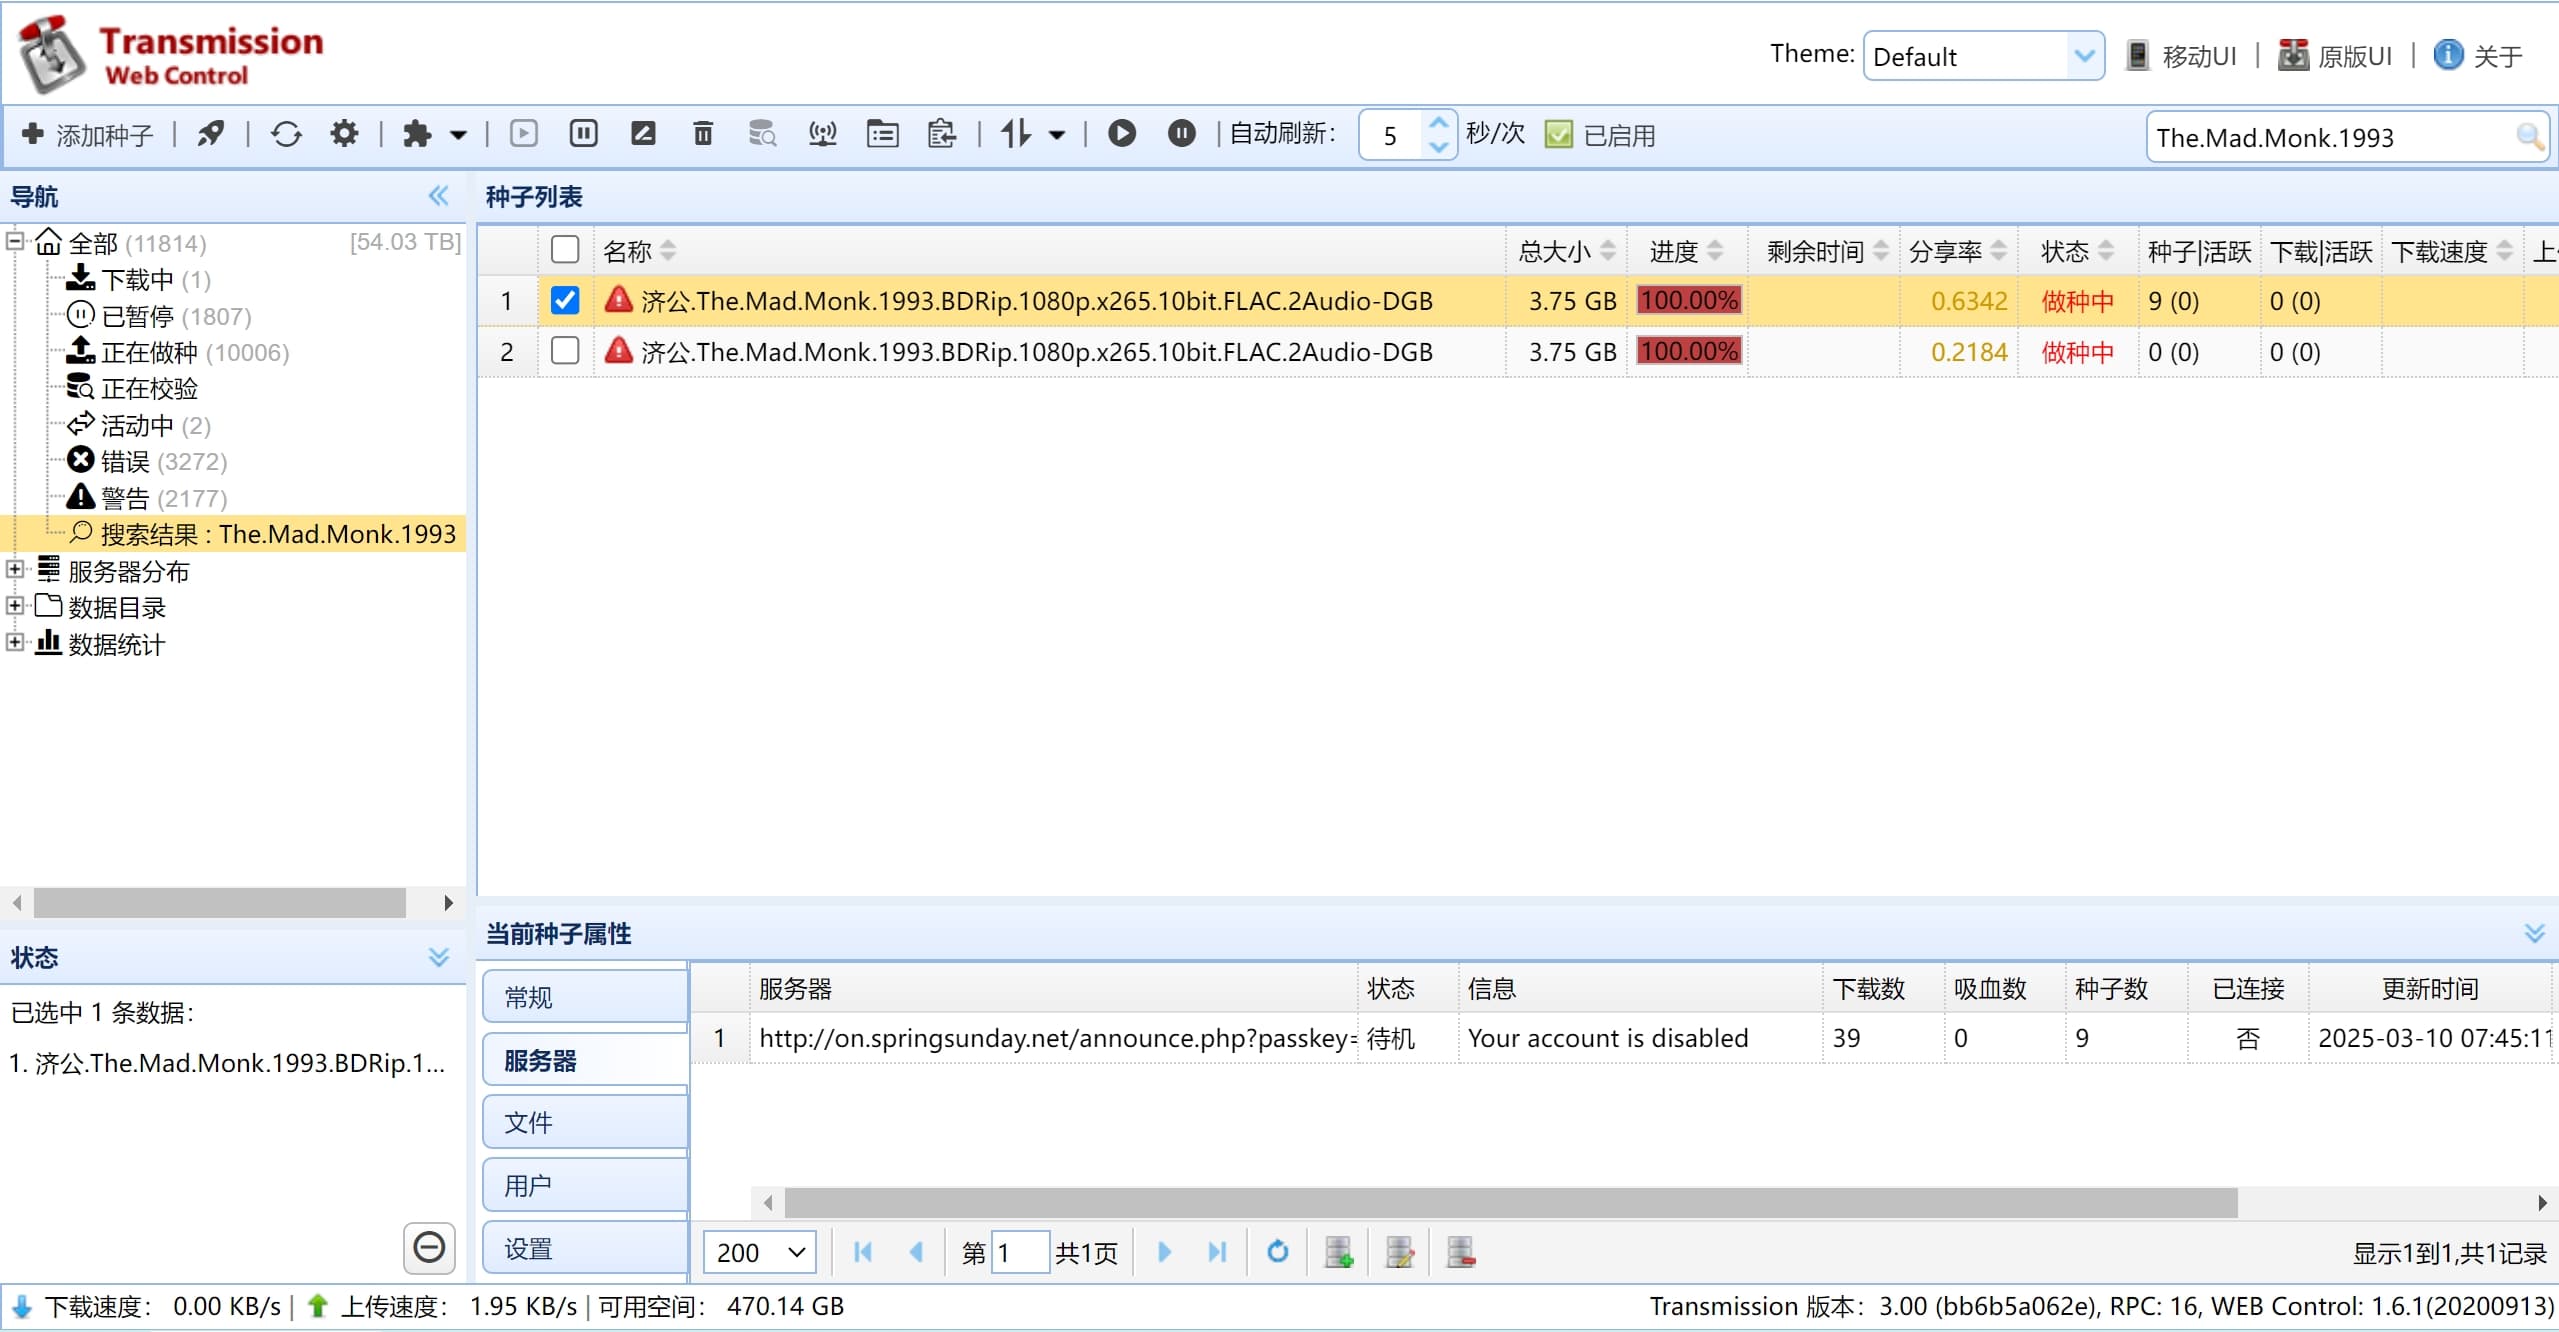 Transmission
Web Control
Theme: Default 移动UI | 原版UI | 关于
添加种子 | | | | | | 自动刷新： 5 秒/次 已启用 The.Mad.Monk.1993
导航
全部 (11814) [54.03 TB]
下载中 (1)
已暂停 (1807)
正在做种 (10006)
正在校验
活动中 (2)
错误 (3272)
警告 (2177)
搜索结果 : The.Mad.Monk.1993
服务器分布
数据目录
数据统计
种子列表
名称 总大小 进度 剩余时间 分享率 状态 种子|活跃 下载|活跃 下载速度 上
1 济公.The.Mad.Monk.1993.BDRip.1080p.x265.10bit.FLAC.2Audio-DGB 3.75 GB 100.00% 0.6342 做种中 9 (0) 0 (0)
2 济公.The.Mad.Monk.1993.BDRip.1080p.x265.10bit.FLAC.2Audio-DGB 3.75 GB 100.00% 0.2184 做种中 0 (0) 0 (0)
状态
已选中 1 条数据：
1. 济公.The.Mad.Monk.1993.BDRip.1...
当前种子属性
常规
服务器
文件
用户
设置
服务器 状态 信息 下载数 吸血数 种子数 已连接 更新时间
1 http://on.springsunday.net/announce.php?passkey= 待机 Your account is disabled 39 0 9 否 2025-03-10 07:45:11
200 第 1 共1页 显示1到1,共1记录
下载速度： 0.00 KB/s | 上传速度： 1.95 KB/s | 可用空间： 470.14 GB
Transmission 版本：3.00 (bb6b5a062e), RPC: 16, WEB Control: 1.6.1(20200913)